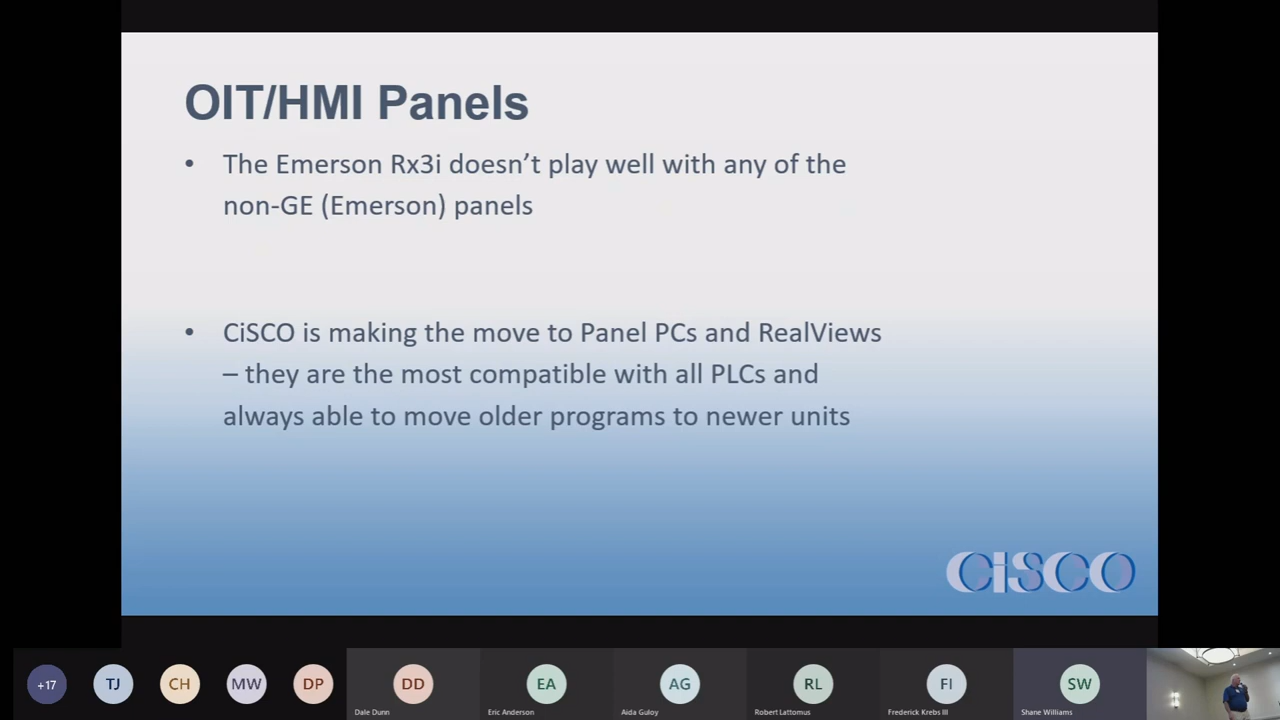 OIT/HMI Panels
• The Emerson Rx3i doesn’t play well with any of the
non-GE (Emerson) panels
• CiSCO is making the move to Panel PCs and RealViews
– they are the most compatible with all PLCs and
always able to move older programs to newer units
CiSCO
+17
TJ
CH
MW
DP
DD
EA
AG
RL
FI
SW
Dale Dunn
Eric Anderson
Aida Guloy
Robert Lattomus
Frederick Krebs III
Shane Williams